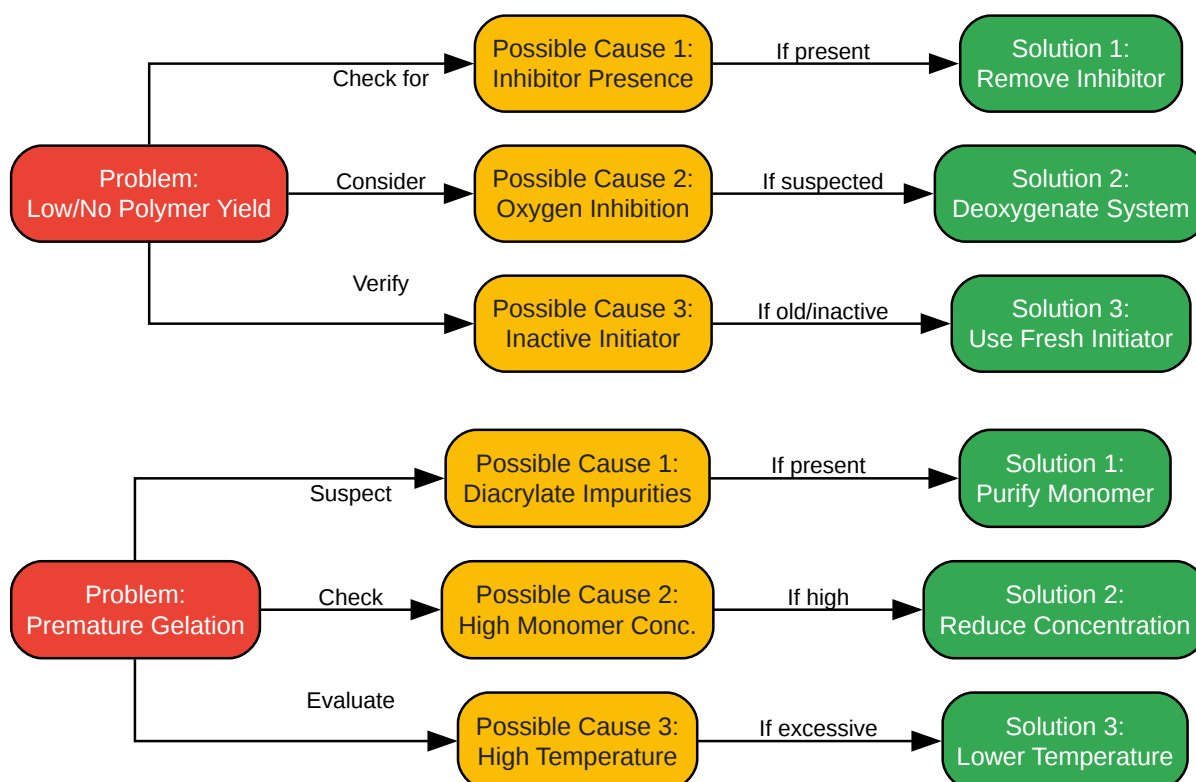 Possible Cause 1:
Inhibitor Presence
If present
Solution 1:
Remove Inhibitor
Check for
Problem:
Low/No Polymer Yield
Consider
Possible Cause 2:
Oxygen Inhibition
If suspected
Solution 2:
Deoxygenate System
Verify
Possible Cause 3:
Inactive Initiator
If old/inactive
Solution 3:
Use Fresh Initiator
Possible Cause 1:
Diacrylate Impurities
If present
Solution 1:
Purify Monomer
Suspect
Problem:
Premature Gelation
Check
Possible Cause 2:
High Monomer Conc.
If high
Solution 2:
Reduce Concentration
Evaluate
Possible Cause 3:
High Temperature
If excessive
Solution 3:
Lower Temperature